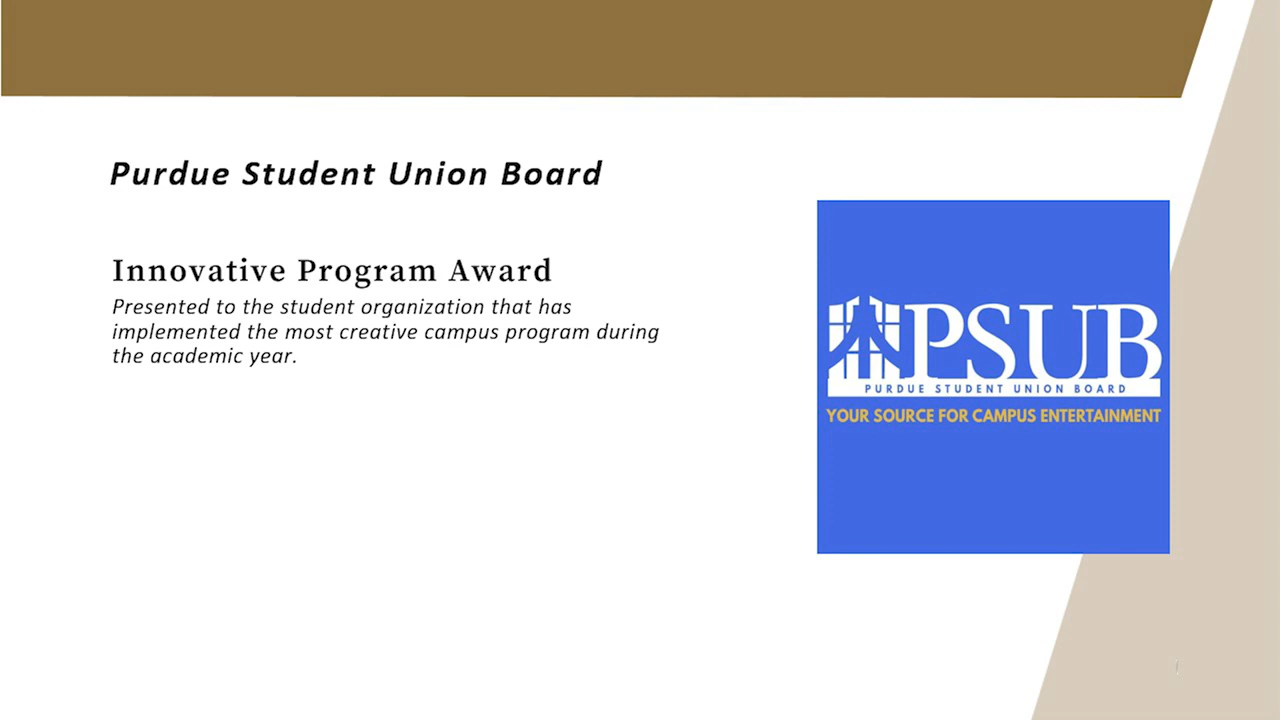 Purdue Student Union Board
Innovative Program Award
Presented to the student organization that has
implemented the most creative campus program during
the academic year.
PSUB
PURDUE STUDENT UNION BOARD
YOUR SOURCE FOR CAMPUS ENTERTAINMENT